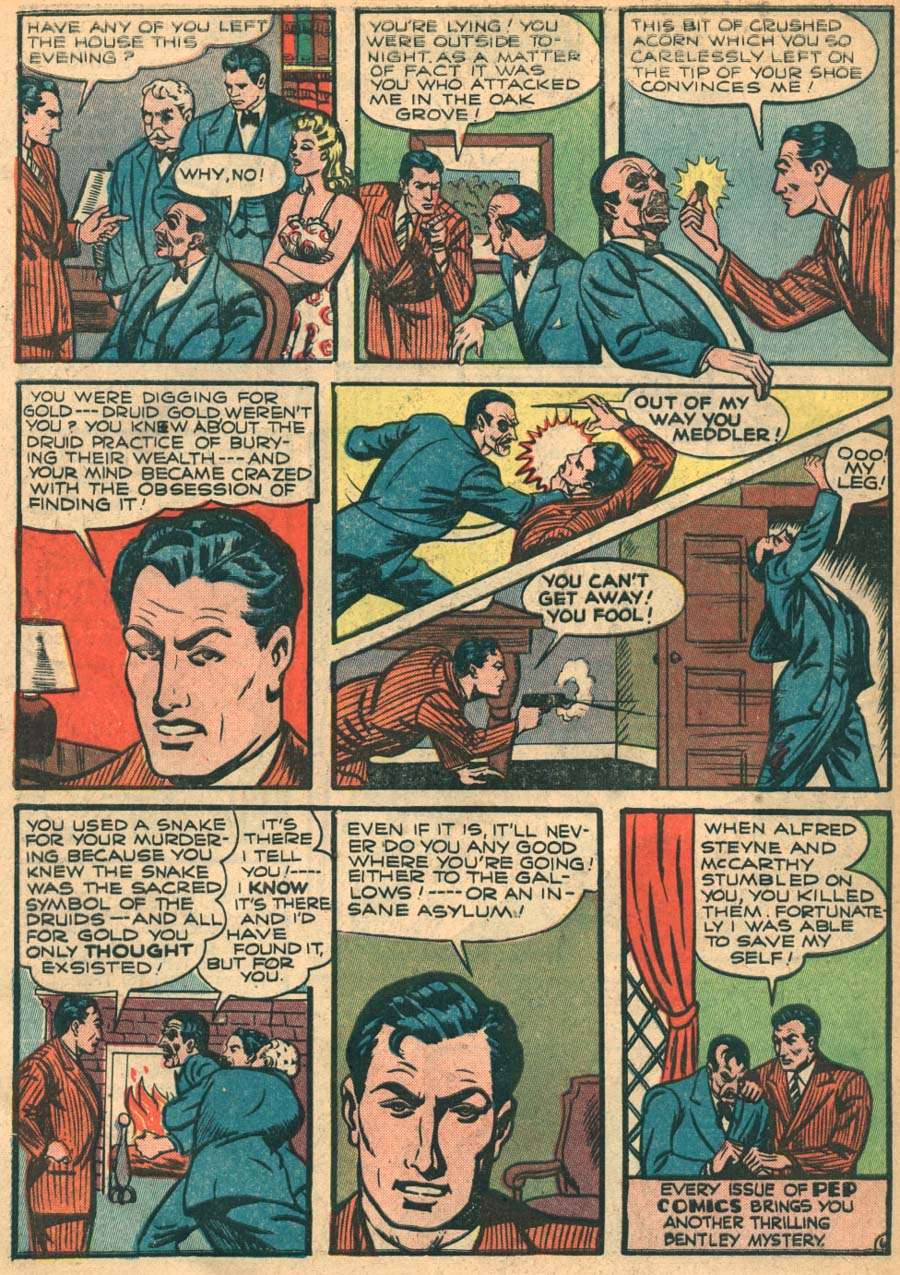 HAVE ANY OF YOU LEFT
THE HOUSE THIS
EVENING?
WHY, NO!
YOU'RE LYING! YOU
WERE OUTSIDE TO-
NIGHT. AS A MATTER
OF FACT IT WAS
YOU WHO ATTACKED
ME IN THE OAK
GROVE!
THIS BIT OF CRUSHED
ACORN WHICH YOU SO
CARELESSLY LEFT ON
THE TIP OF YOUR SHOE
CONVINCES ME!
YOU WERE DIGGING FOR
GOLD---DRUID GOLD WEREN'T
YOU? YOU KNEW ABOUT THE
DRUID PRACTICE OF BURY-
ING THEIR WEALTH---AND
YOUR MIND BECAME CRAZED
WITH THE OBSESSION OF
FINDING IT!
OUT OF MY
WAY YOU
MEDDLER!
YOU CAN'T
GET AWAY!
YOU FOOL!
OOO!
MY
LEG!
YOU USED A SNAKE
FOR YOUR MURDER-
ING BECAUSE YOU
KNEW THE SNAKE
WAS THE SACRED
SYMBOL OF THE
DRUIDS--AND ALL
FOR GOLD YOU
ONLY THOUGHT
EXSISTED!
IT'S
THERE
I TELL
YOU!----
I KNOW
IT'S THERE
AND I'D
HAVE
FOUND IT,
BUT FOR
YOU.
EVEN IF IT IS, IT'LL NEV-
ER DO YOU ANY GOOD
WHERE YOU'RE GOING!
EITHER TO THE GAL-
LOWS!----OR AN IN-
SANE ASYLUM!
WHEN ALFRED
STEYNE AND
McCARTHY
STUMBLED ON
YOU, YOU KILLED
THEM. FORTUNATE-
LY I WAS ABLE
TO SAVE MY
SELF!
EVERY ISSUE OF PEP
COMICS BRINGS YOU
ANOTHER THRILLING
BENTLEY MYSTERY.